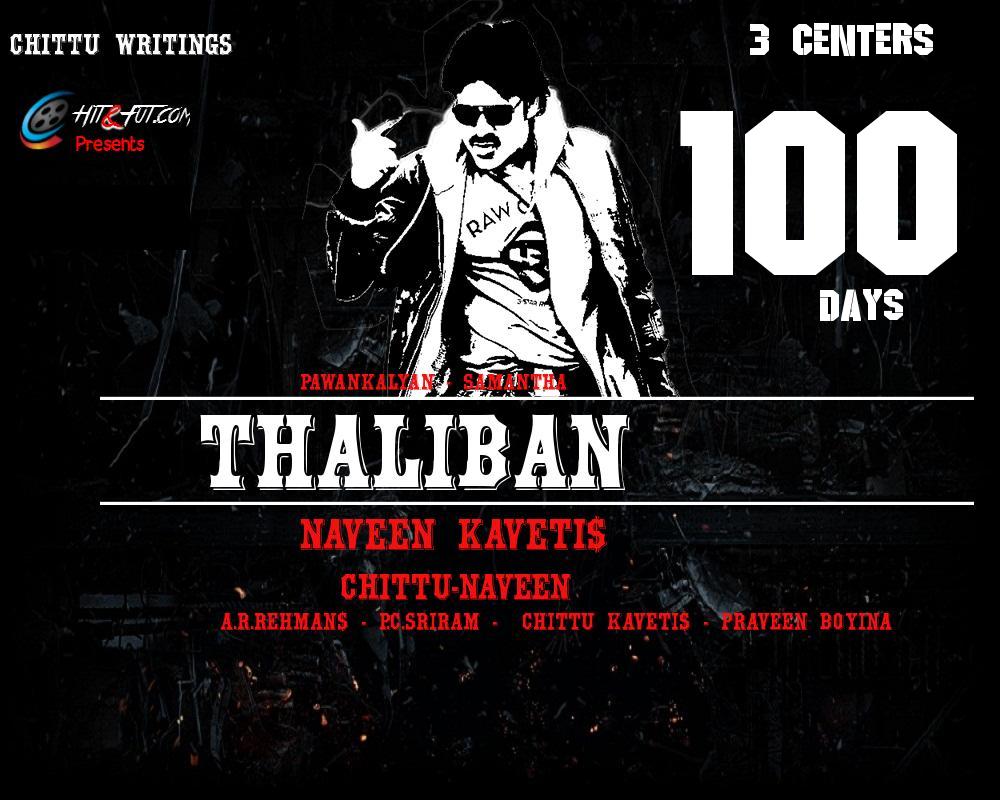 CHITTU WRITINGS
3 CENTERS
HIT&FUT.COM
Presents
100
DAYS
RAW
PAWANKALYAN - SAMANTHA
THALIBAN
NAVEEN KAVETI$
CHITTU-NAVEEN
A.R.REHMAN$ - P.C.SRIRAM - CHITTU KAVETI$ - PRAVEEN BOYINA